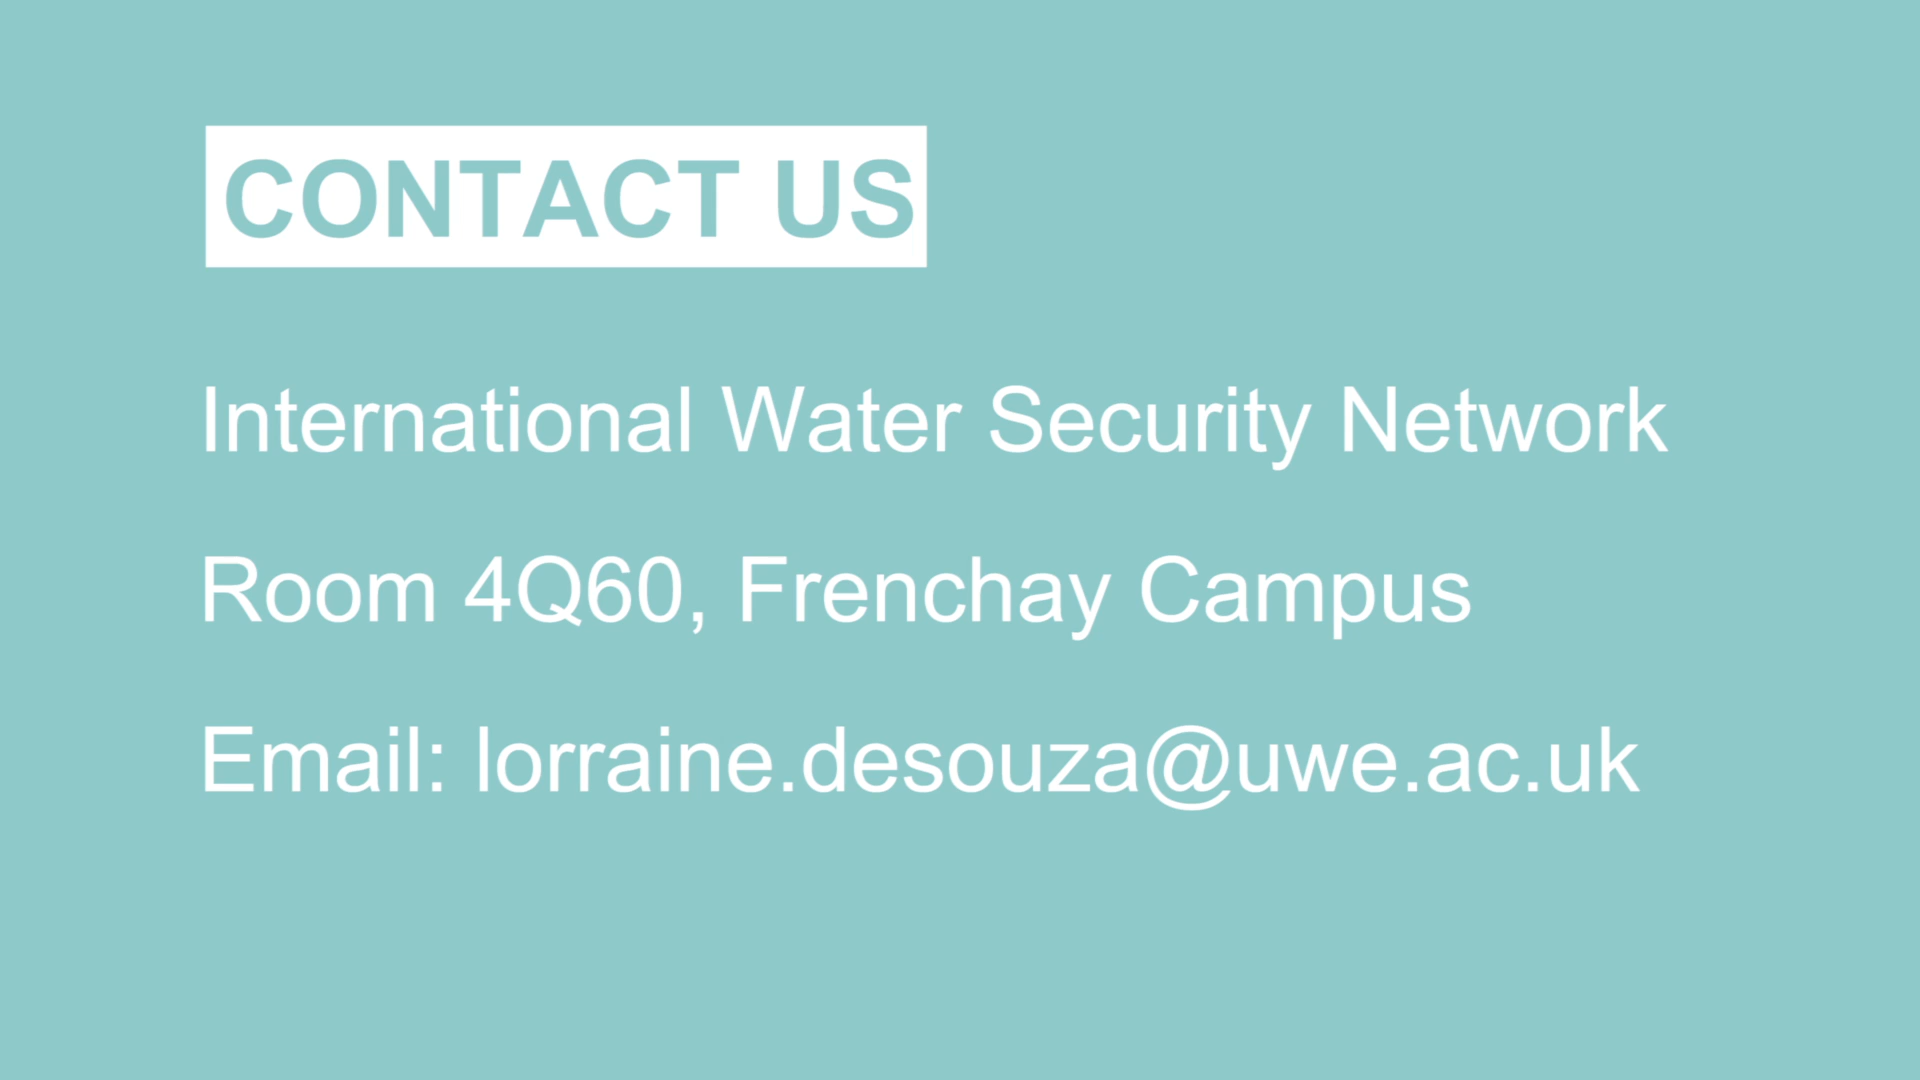 CONTACT US
International Water Security Network
Room 4Q60, Frenchay Campus
Email: lorraine.desouza@uwe.ac.uk